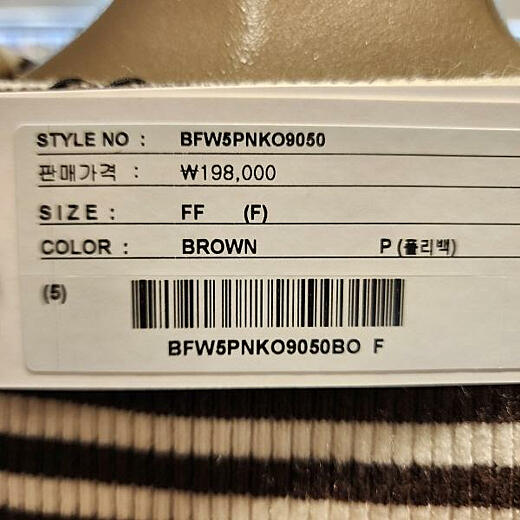 STYLE NO : BFW5PNKO9050
판매가격 : ₩198,000
SIZE : FF (F)
COLOR : BROWN P (폴리백)
(5)
BFW5PNKO9050BO F